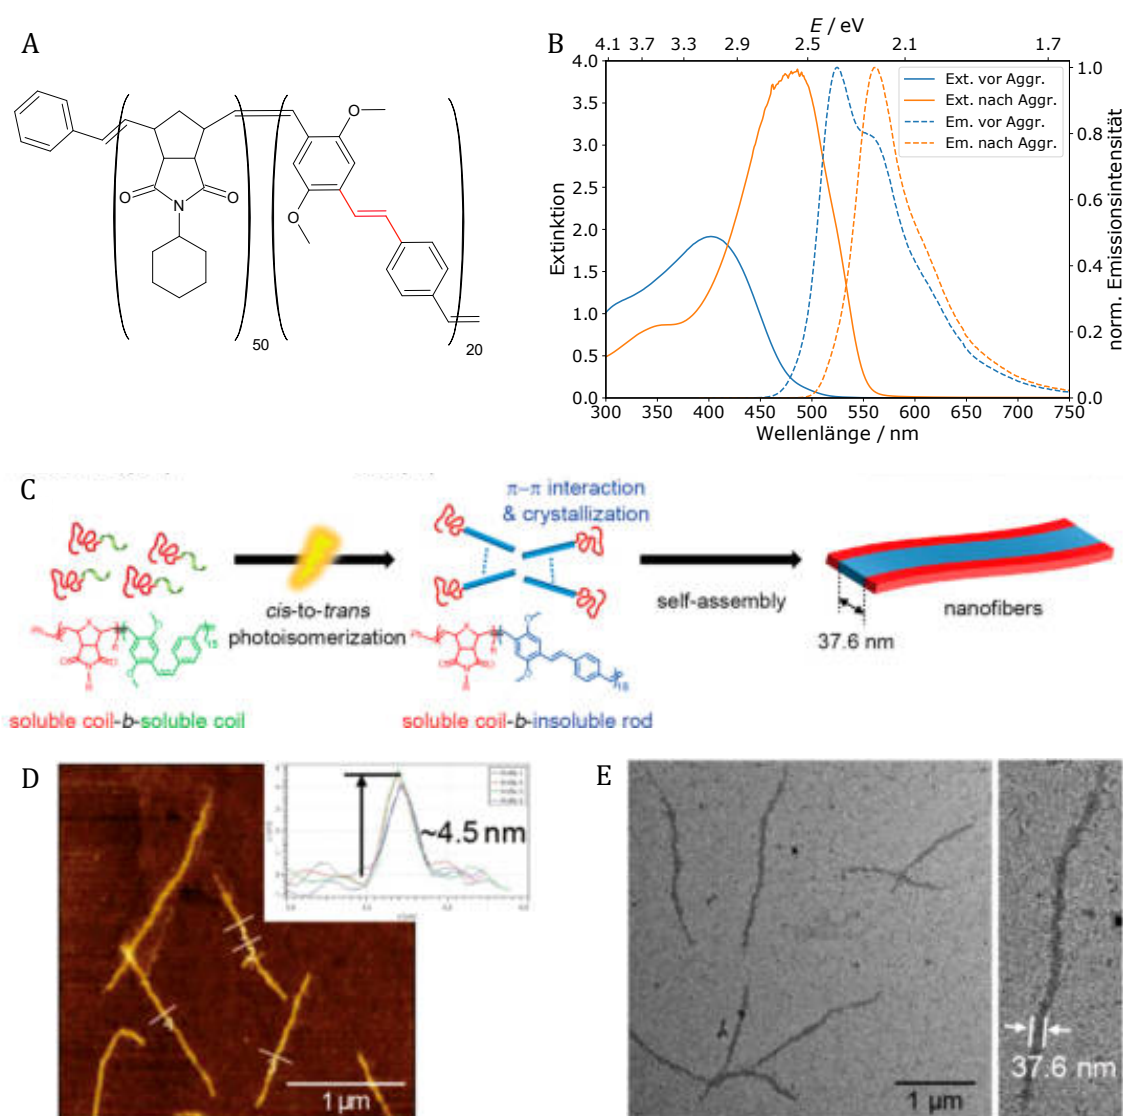 A
O
O
O
N
O
50
20
B
E / eV
4.1 3.7 3.3 2.9 2.5 2.1 1.7
Ext. vor Aggr.
Ext. nach Aggr.
Em. vor Aggr.
Em. nach Aggr.
4.0
3.5
3.0
2.5
2.0
1.5
1.0
0.5
0.0
Extinktion
1.0
0.8
0.6
0.4
0.2
0.0
norm. Emissionsintensität
300 350 400 450 500 550 600 650 700 750
Wellenlänge / nm
C
π–π interaction
& crystallization
cis-to-trans
photoisomerization
self-assembly
nanofibers
37.6 nm
15
soluble coil-b-soluble coil
soluble coil-b-insoluble rod
D
~4.5 nm
1 µm
E
1 µm
37.6 nm